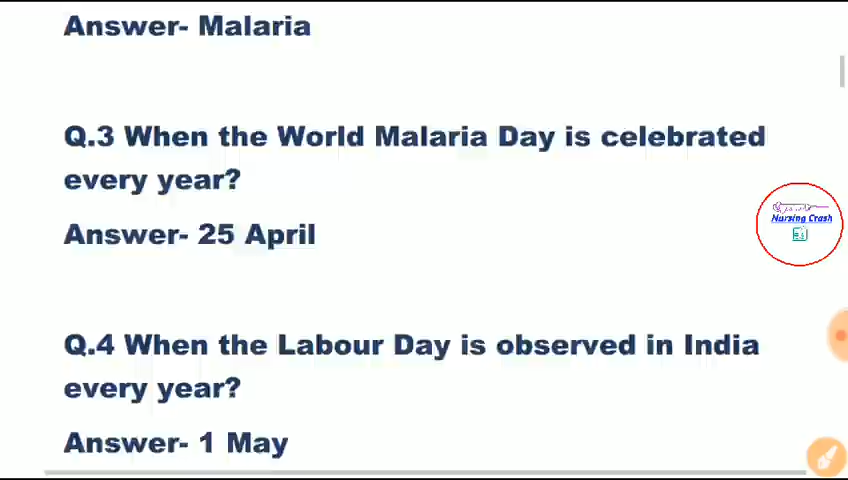 Answer- Malaria
Q.3 When the World Malaria Day is celebrated
every year?
Answer- 25 April
Nursing Crash
Q.4 When the Labour Day is observed in India
every year?
Answer- 1 May